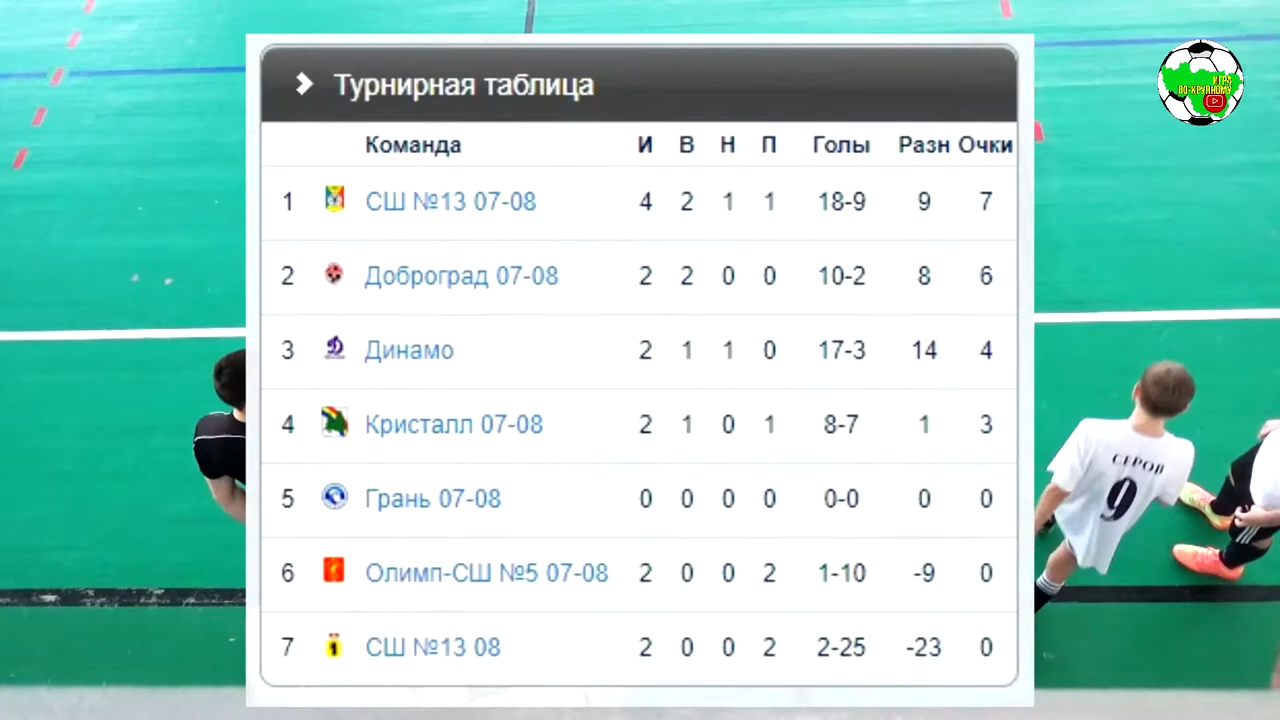 Турнирная таблица
Команда И В Н П Голы Разн Очки
1 СШ №13 07-08 4 2 1 1 18-9 9 7
2 Доброград 07-08 2 2 0 0 10-2 8 6
3 Динамо 2 1 1 0 17-3 14 4
4 Кристалл 07-08 2 1 0 1 8-7 1 3
5 Грань 07-08 0 0 0 0 0-0 0 0
6 Олимп-СШ №5 07-08 2 0 0 2 1-10 -9 0
7 СШ №13 08 2 0 0 2 2-25 -23 0
ИГРА
ПО-КРУПНОМУ
СЕРОВ
9